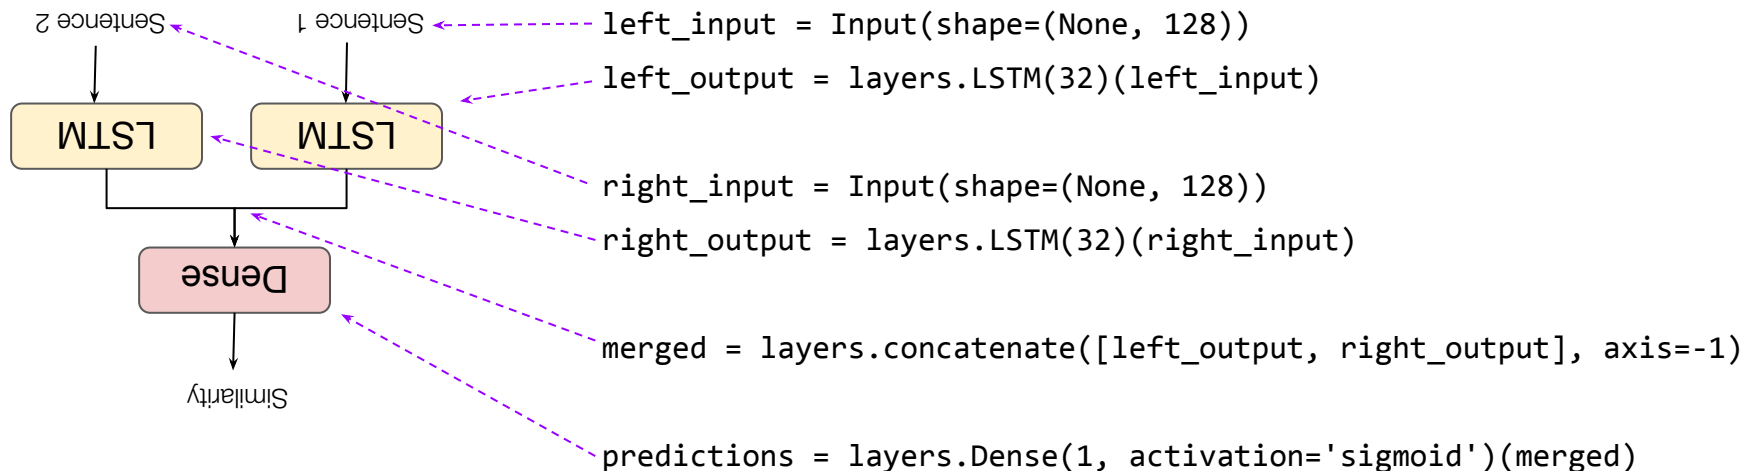 Sentence 2
Sentence 1
LSTM
LSTM
Dense
Similarity
left_input = Input(shape=(None, 128))
left_output = layers.LSTM(32)(left_input)
right_input = Input(shape=(None, 128))
right_output = layers.LSTM(32)(right_input)
merged = layers.concatenate([left_output, right_output], axis=-1)
predictions = layers.Dense(1, activation='sigmoid')(merged)